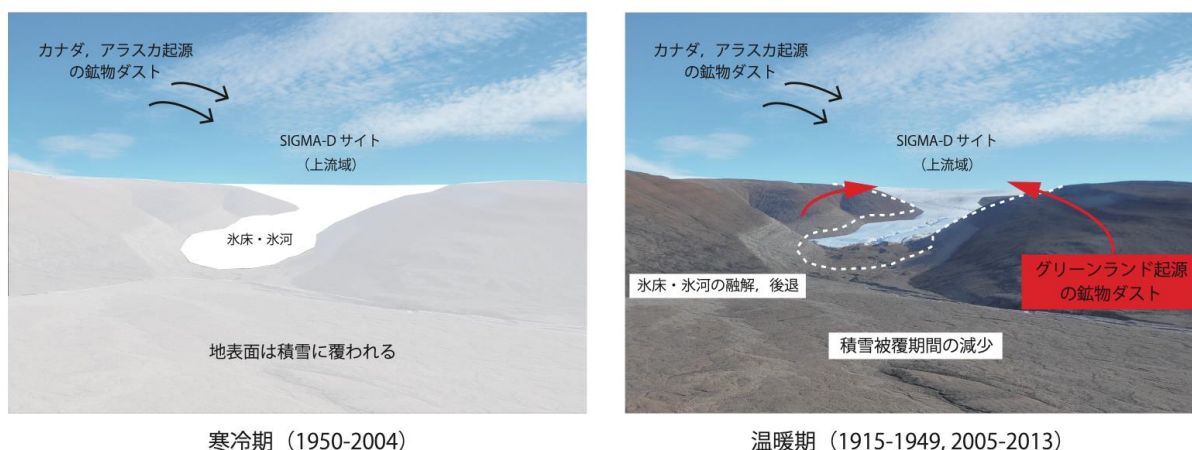 カナダ，アラスカ起源
の鉱物ダスト
SIGMA-D サイト
（上流域）
氷床・氷河
地表面は積雪に覆われる
寒冷期（1950-2004）
カナダ，アラスカ起源
の鉱物ダスト
SIGMA-D サイト
（上流域）
氷床・氷河の融解，後退
グリーンランド起源
の鉱物ダスト
積雪被覆期間の減少
温暖期（1915-1949, 2005-2013）